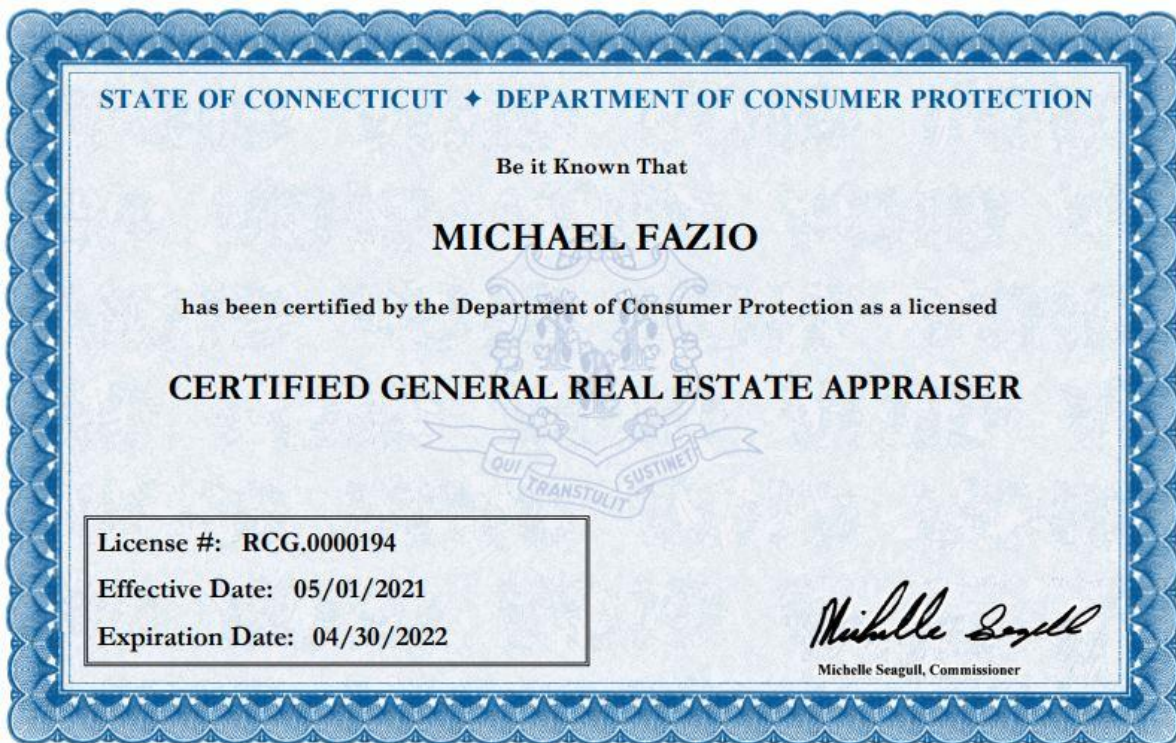 STATE OF CONNECTICUT ✦ DEPARTMENT OF CONSUMER PROTECTION
Be it Known That
MICHAEL FAZIO
has been certified by the Department of Consumer Protection as a licensed
CERTIFIED GENERAL REAL ESTATE APPRAISER
QUI TRANSTULIT SUSTINET
License #: RCG.0000194
Effective Date: 05/01/2021
Expiration Date: 04/30/2022
Michelle Seagull
Michelle Seagull, Commissioner